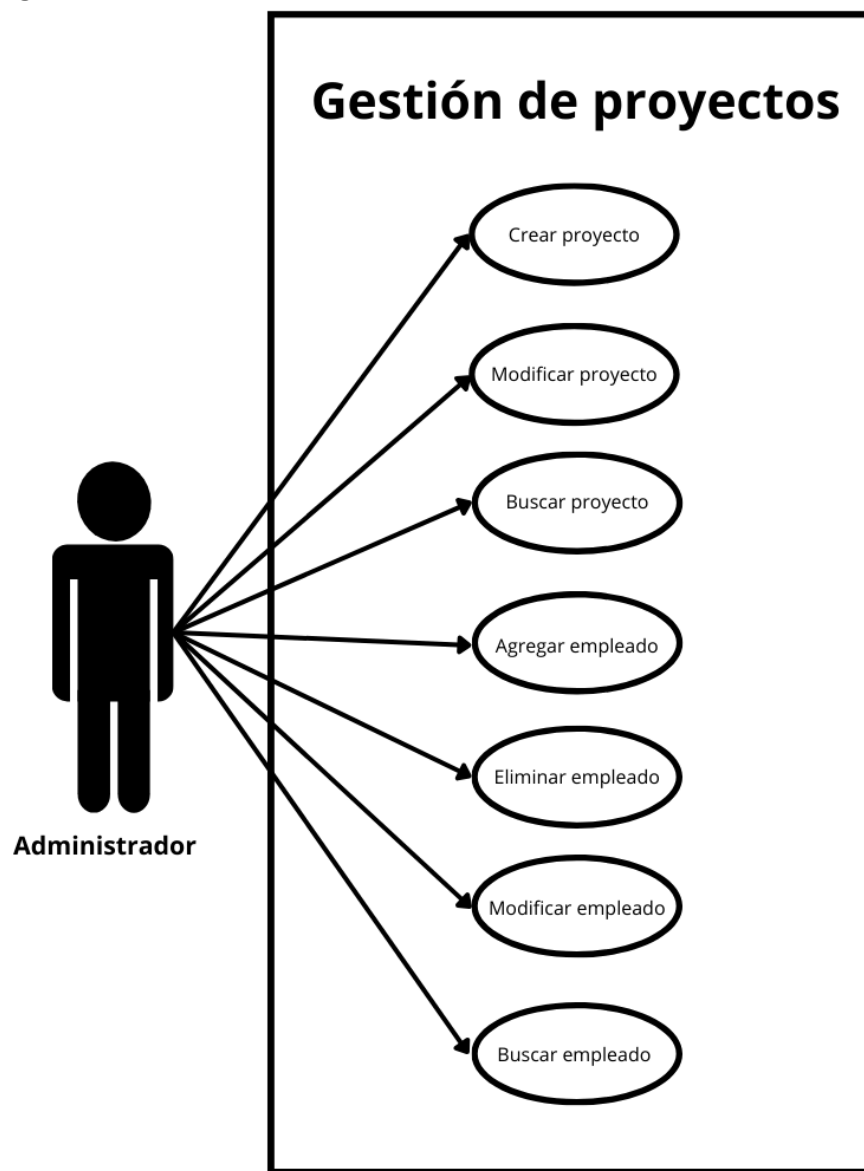 Gestión de proyectos
Crear proyecto
Modificar proyecto
Buscar proyecto
Agregar empleado
Eliminar empleado
Modificar empleado
Buscar empleado
Administrador